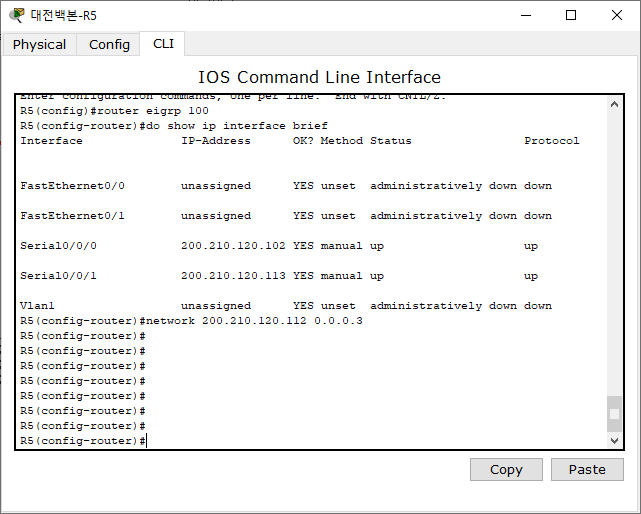 대전백본-R5
Physical Config CLI
IOS Command Line Interface
Enter configuration commands, one per line. End with CNTL/Z.
R5(config)#router eigrp 100
R5(config-router)#do show ip interface brief
Interface IP-Address OK? Method Status Protocol
FastEthernet0/0 unassigned YES unset administratively down down
FastEthernet0/1 unassigned YES unset administratively down down
Serial0/0/0 200.210.120.102 YES manual up up
Serial0/0/1 200.210.120.113 YES manual up up
Vlan1 unassigned YES unset administratively down down
R5(config-router)#network 200.210.120.112 0.0.0.3
R5(config-router)#
R5(config-router)#
R5(config-router)#
R5(config-router)#
R5(config-router)#
R5(config-router)#
R5(config-router)#
R5(config-router)#
Copy Paste